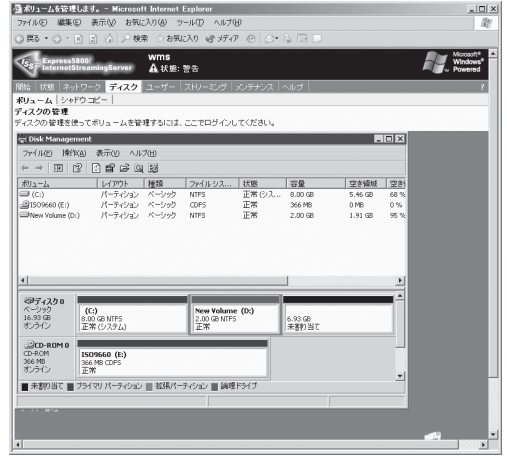 ボリュームを管理します。 - Microsoft Internet Explorer
ファイル(F) 編集(E) 表示(V) お気に入り(A) ツール(T) ヘルプ(H)
戻る 検索 お気に入り メディア
Express5800/
InternetStreamingServer
ISS
wms
状態: 警告
Microsoft®
Windows®
Powered
開始 状態 ネットワーク ディスク ユーザー ストリーミング メンテナンス ヘルプ ?
ボリューム シャドウ コピー
ディスクの管理
ディスクの管理を使ってボリュームを管理するには、ここでログインしてください。
Disk Management
ファイル(F) 操作(A) 表示(V) ヘルプ(H)
ボリューム レイアウト 種類 ファイル シス... 状態 容量 空き領域 空き
(C:) パーティション ベーシック NTFS 正常 (シス... 8.00 GB 5.46 GB 68 %
ISO9660 (E:) パーティション ベーシック CDFS 正常 366 MB 0 MB 0 %
New Volume (D:) パーティション ベーシック NTFS 正常 2.00 GB 1.91 GB 95 %
ディスク 0
ベーシック
16.93 GB
オンライン
(C:)
8.00 GB NTFS
正常 (システム)
New Volume (D:)
2.00 GB NTFS
正常
6.93 GB
未割り当て
CD-ROM 0
CD-ROM
366 MB
オンライン
ISO9660 (E:)
366 MB CDFS
正常
未割り当て プライマリ パーティション 拡張パーティション 論理ドライブ